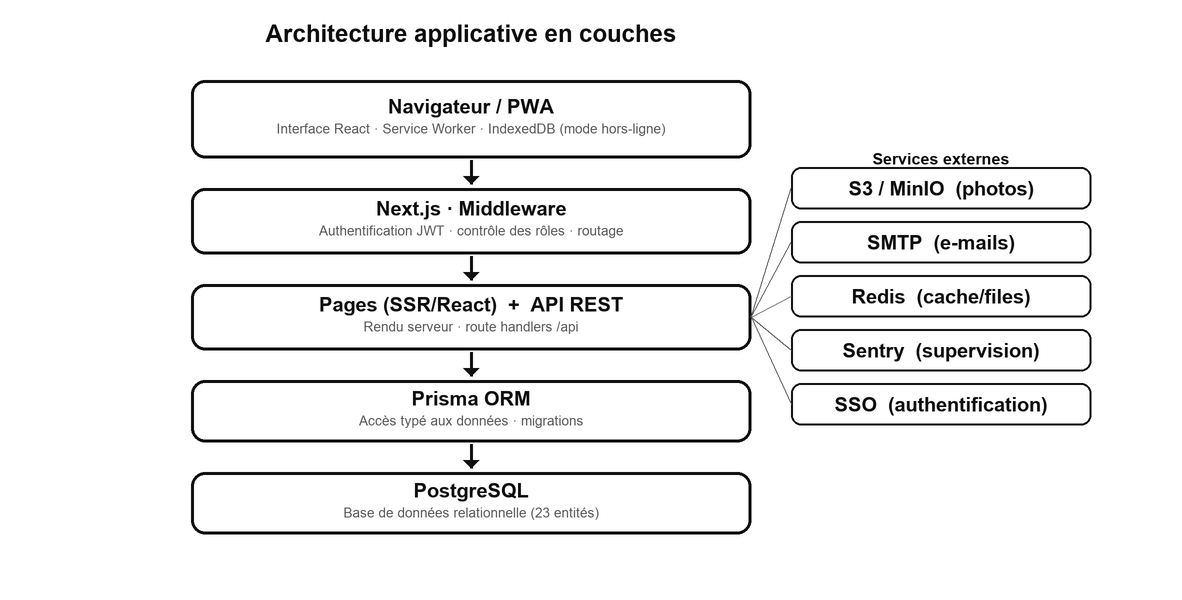 Architecture applicative en couches
Navigateur / PWA
Interface React · Service Worker · IndexedDB (mode hors-ligne)
Next.js · Middleware
Authentification JWT · contrôle des rôles · routage
Pages (SSR/React) + API REST
Rendu serveur · route handlers /api
Prisma ORM
Accès typé aux données · migrations
PostgreSQL
Base de données relationnelle (23 entités)
Services externes
S3 / MinIO (photos)
SMTP (e-mails)
Redis (cache/files)
Sentry (supervision)
SSO (authentification)